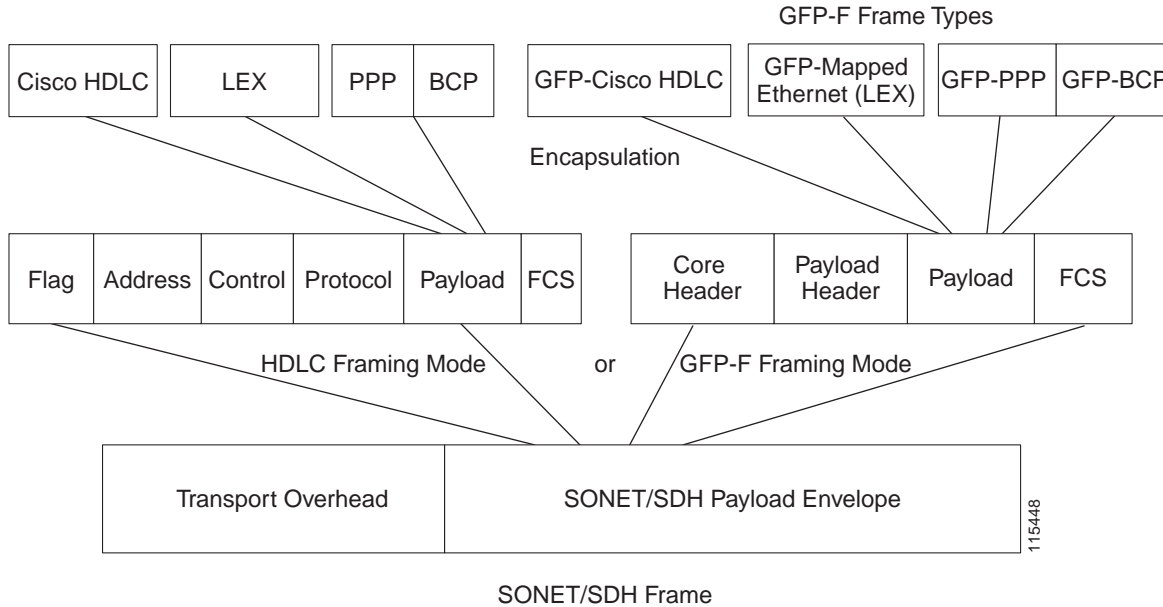 GFP-F Frame Types
Cisco HDLC
LEX
PPP
BCP
GFP-Cisco HDLC
GFP-Mapped
Ethernet (LEX)
GFP-PPP
GFP-BCP
Encapsulation
Flag
Address
Control
Protocol
Payload
FCS
Core
Header
Payload
Header
Payload
FCS
HDLC Framing Mode
or
GFP-F Framing Mode
Transport Overhead
SONET/SDH Payload Envelope
115448
SONET/SDH Frame